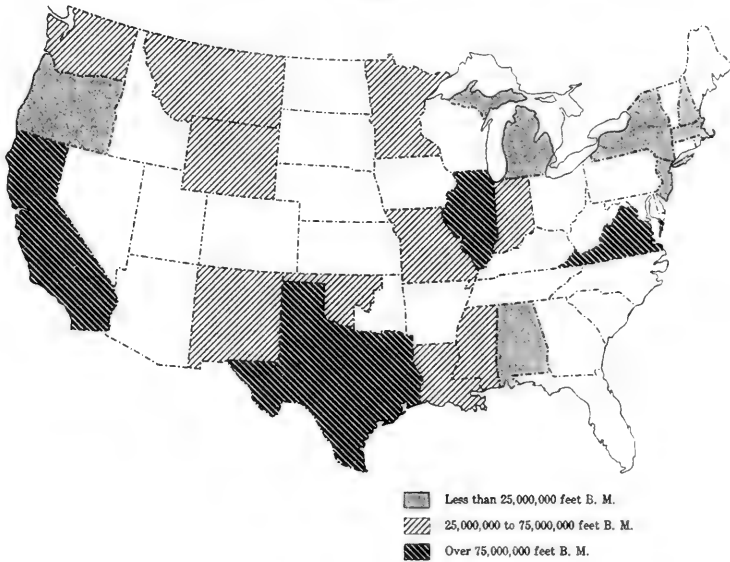 Less than 25,000,000 feet B. M.
25,000,000 to 75,000,000 feet B. M.
Over 75,000,000 feet B. M.